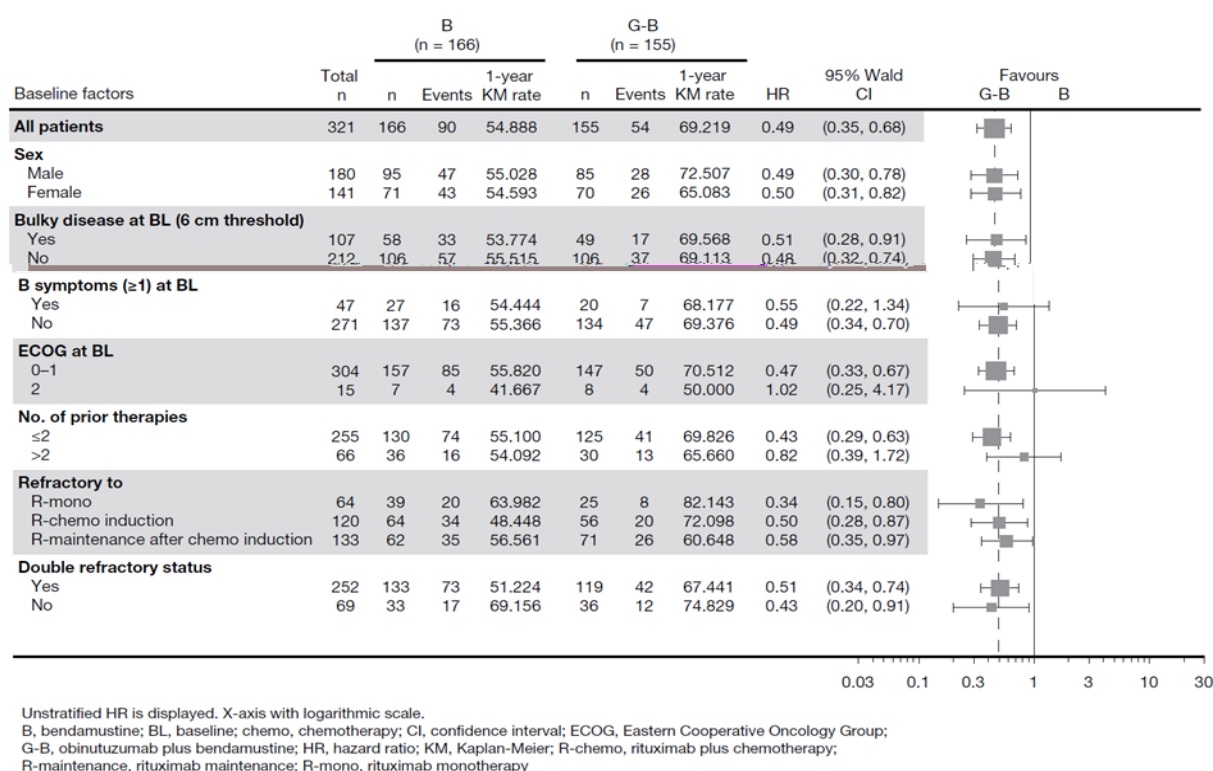 B G-B
(n = 166) (n = 155)
Total 1-year 1-year 95% Wald Favours
Baseline factors n n Events KM rate n Events KM rate HR CI G-B B
All patients 321 166 90 54.888 155 54 69.219 0.49 (0.35, 0.68)
Sex
Male 180 95 47 55.028 85 28 72.507 0.49 (0.30, 0.78)
Female 141 71 43 54.593 70 26 65.083 0.50 (0.31, 0.82)
Bulky disease at BL (6 cm threshold)
Yes 107 58 33 53.774 49 17 69.568 0.51 (0.28, 0.91)
No 212 106 57 55.515 106 37 69.113 0.48 (0.32, 0.74)
B symptoms (≥1) at BL
Yes 47 27 16 54.444 20 7 68.177 0.55 (0.22, 1.34)
No 271 137 73 55.366 134 47 69.376 0.49 (0.34, 0.70)
ECOG at BL
0–1 304 157 85 55.820 147 50 70.512 0.47 (0.33, 0.67)
2 15 7 4 41.667 8 4 50.000 1.02 (0.25, 4.17)
No. of prior therapies
≤2 255 130 74 55.100 125 41 69.826 0.43 (0.29, 0.63)
>2 66 36 16 54.092 30 13 65.660 0.82 (0.39, 1.72)
Refractory to
R-mono 64 39 20 63.982 25 8 82.143 0.34 (0.15, 0.80)
R-chemo induction 120 64 34 48.448 56 20 72.098 0.50 (0.28, 0.87)
R-maintenance after chemo induction 133 62 35 56.561 71 26 60.648 0.58 (0.35, 0.97)
Double refractory status
Yes 252 133 73 51.224 119 42 67.441 0.51 (0.34, 0.74)
No 69 33 17 69.156 36 12 74.829 0.43 (0.20, 0.91)
0.03 0.1 0.3 1 3 10 30
Unstratified HR is displayed. X-axis with logarithmic scale.
B, bendamustine; BL, baseline; chemo, chemotherapy; CI, confidence interval; ECOG, Eastern Cooperative Oncology Group;
G-B, obinutuzumab plus bendamustine; HR, hazard ratio; KM, Kaplan-Meier; R-chemo, rituximab plus chemotherapy;
R-maintenance, rituximab maintenance; R-mono, rituximab monotherapy